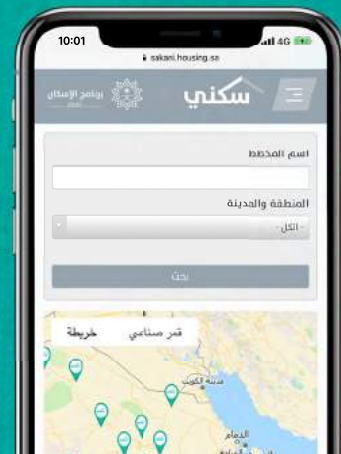 10:01
4G
sakani.housing.sa
سكني
برنامج الإسكان
اسم المخطط
المنطقة والمدينة
- الكل -
بحث
خريطة
قمر صناعي
مدينة الكويت
الدمام